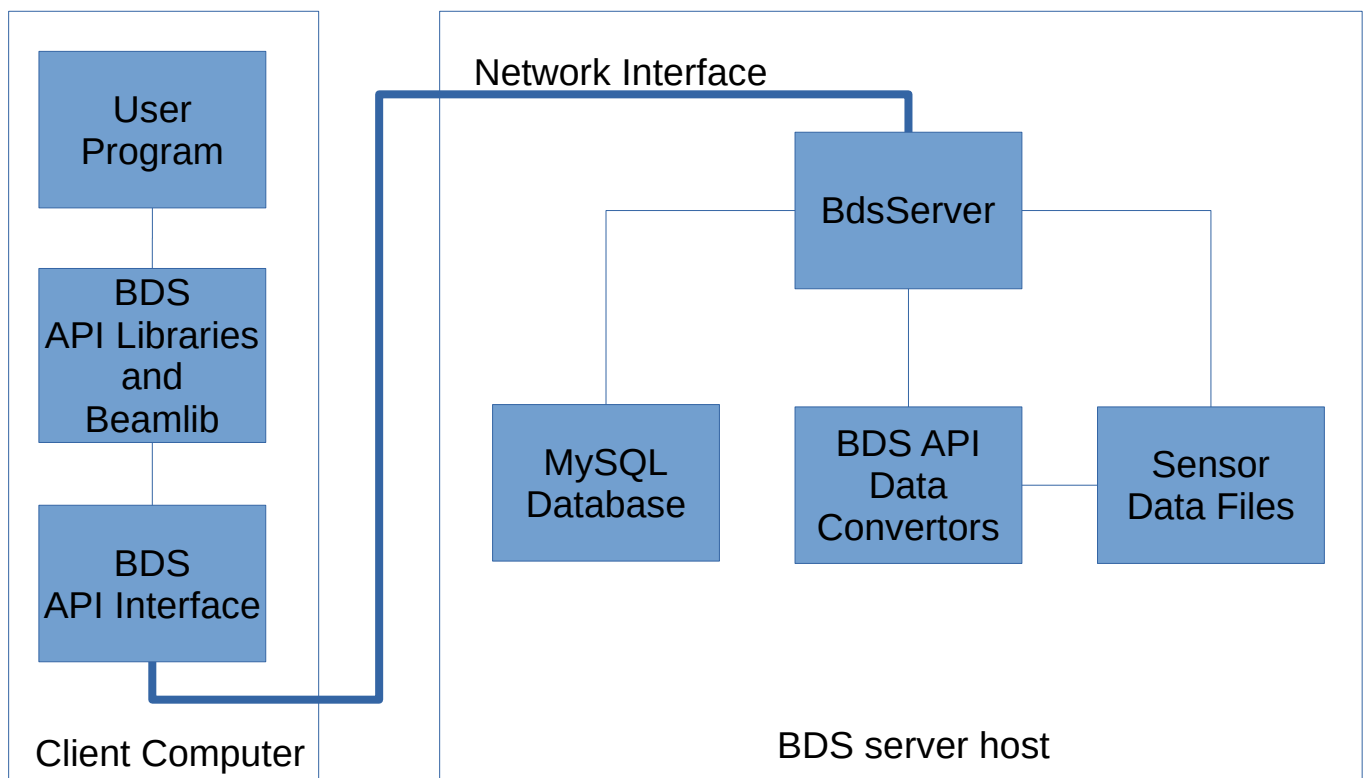 User
Program
BDS
API Libraries
and
Beamlib
BDS
API Interface
Client Computer
Network Interface
BdsServer
MySQL
Database
BDS API
Data
Convertors
Sensor
Data Files
BDS server host